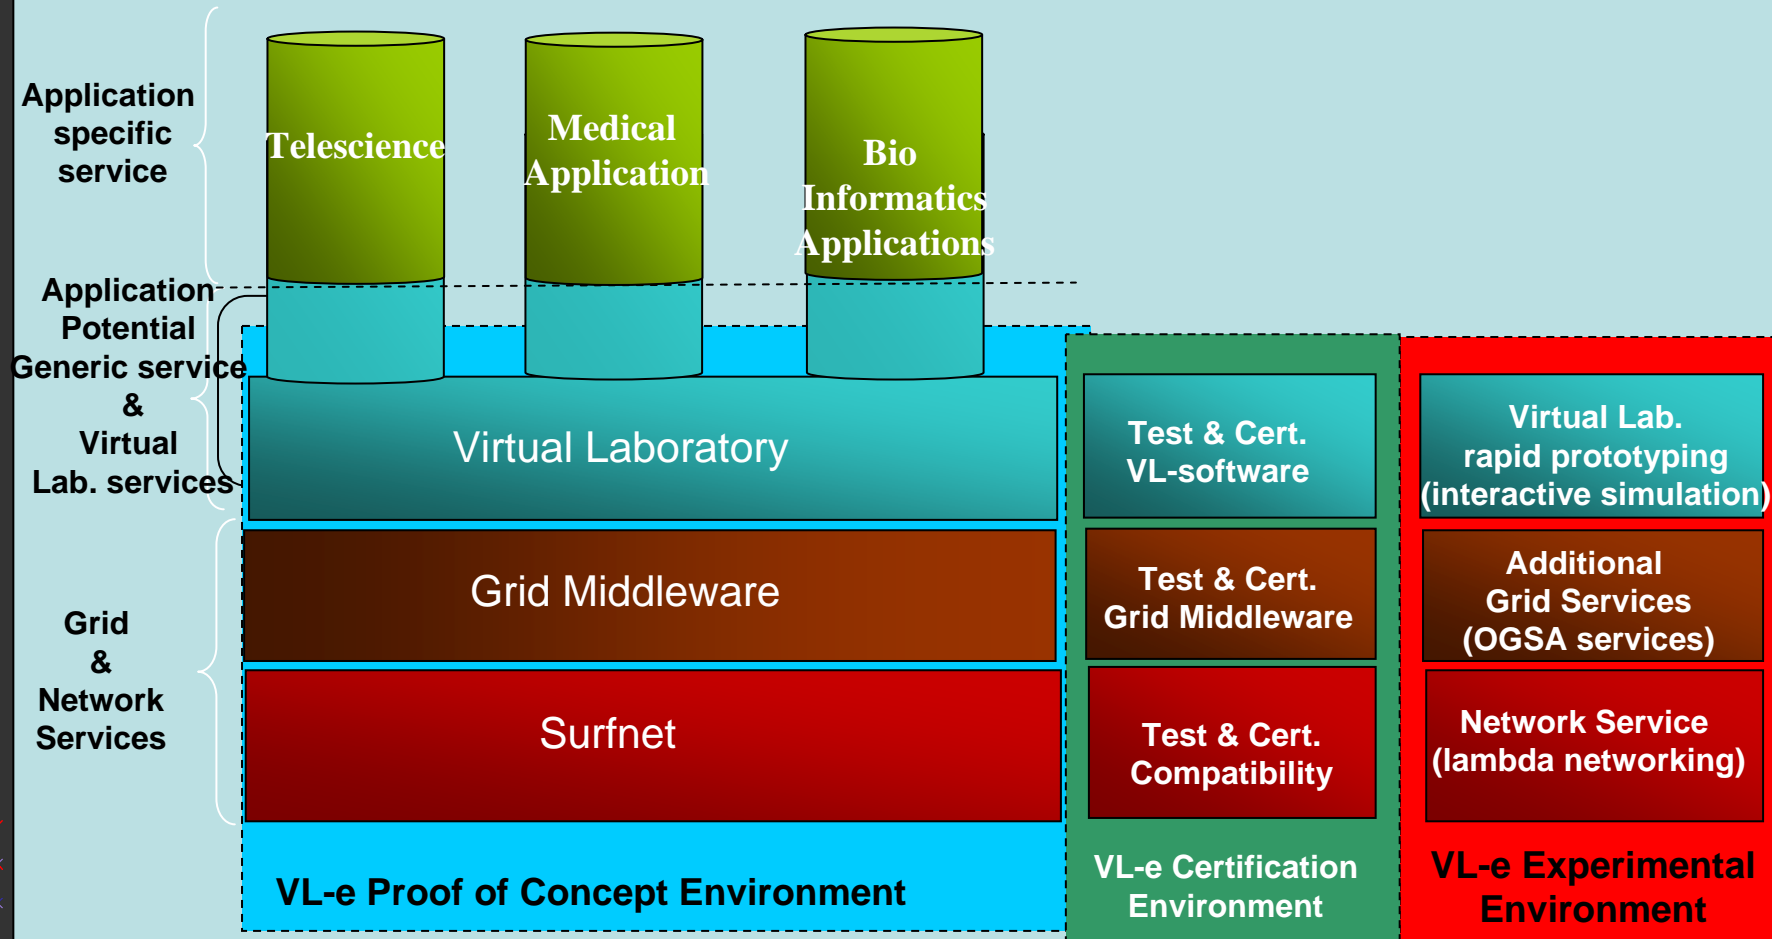 Application
specific
service
Telescience
Medical
Application
Bio
Informatics
Applications
Application
Potential
Generic service
&
Virtual
Lab. services
Virtual Laboratory
Test & Cert.
VL-software
Virtual Lab.
rapid prototyping
(interactive simulation)
Grid
&
Network
Services
Grid Middleware
Test & Cert.
Grid Middleware
Additional
Grid Services
(OGSA services)
Surfnet
Test & Cert.
Compatibility
Network Service
(lambda networking)
VL-e Proof of Concept Environment
VL-e Certification
Environment
VL-e Experimental
Environment